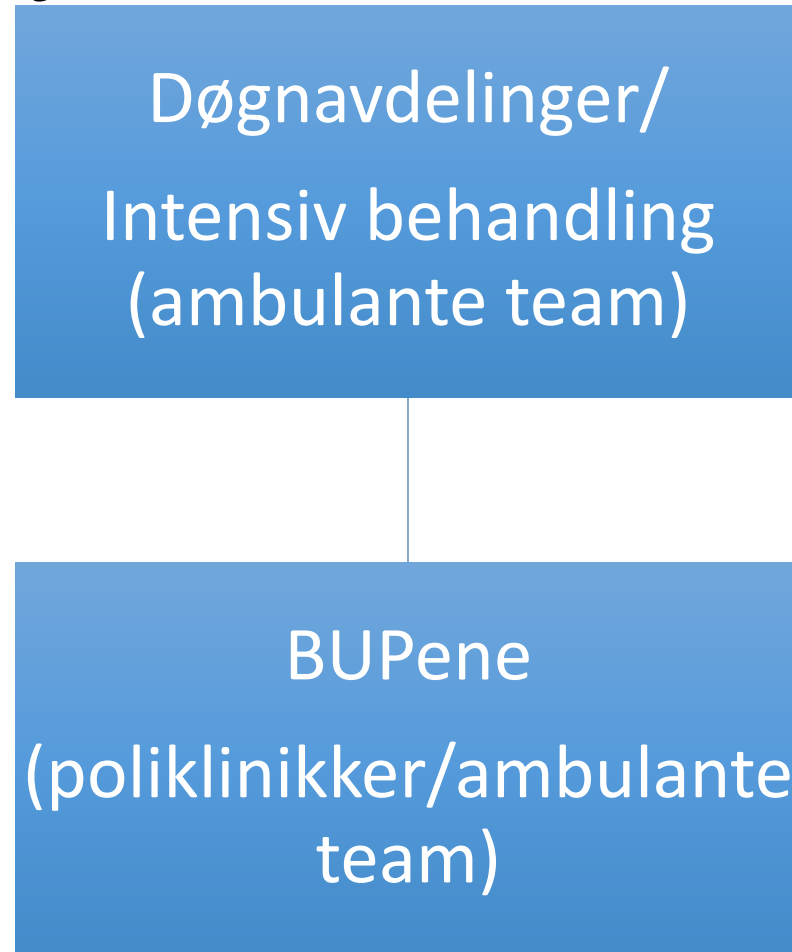 Døgnavdelinger/
Intensiv behandling
(ambulante team)
BUPene
(poliklinikker/ambulante
team)